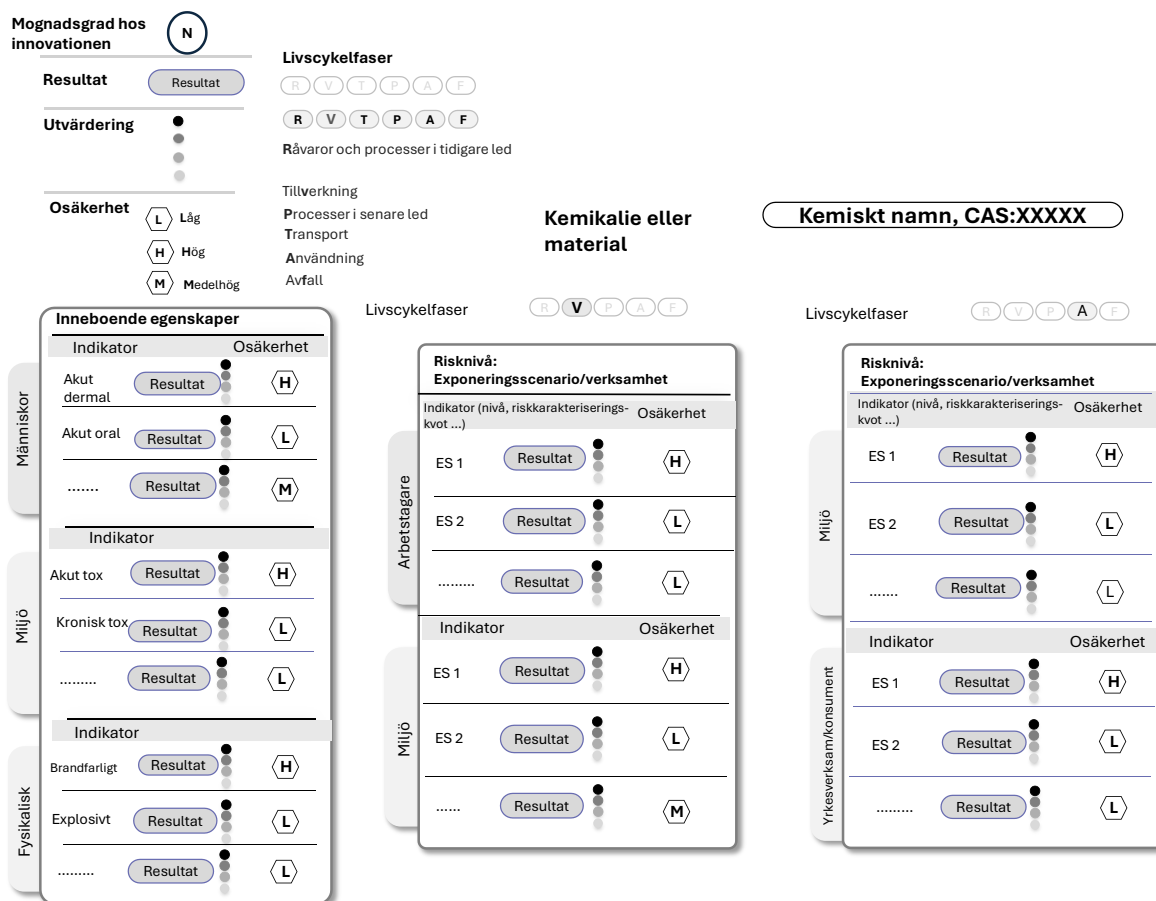 Mognadsgrad hos
innovationen
N
Resultat
Resultat
Utvärdering
Osäkerhet
L Låg
H Hög
M Medelhög
Livscykelfaser
R V T P A F
R V T P A F
Råvaror och processer i tidigare led
Tillverkning
Processer i senare led
Transport
Användning
Avfall
Kemikalie eller
material
Kemiskt namn, CAS:XXXXX
Inneboende egenskaper
Indikator Osäkerhet
Människor
Akut
dermal
Resultat H
Akut oral Resultat L
....... Resultat M
Indikator
Miljö
Akut tox Resultat H
Kronisk tox Resultat L
......... Resultat L
Indikator
Fysikalisk
Brandfarligt Resultat H
Explosivt Resultat L
......... Resultat L
Livscykelfaser R V P A F
Risknivå:
Exponeringsscenario/verksamhet
Indikator (nivå, riskkarakteriserings-
kvot ...)
Osäkerhet
Arbetstagare
ES 1 Resultat H
ES 2 Resultat L
......... Resultat L
Indikator Osäkerhet
Miljö
ES 1 Resultat H
ES 2 Resultat L
...... Resultat M
Livscykelfaser R V P A F
Risknivå:
Exponeringsscenario/verksamhet
Indikator (nivå, riskkarakteriserings-
kvot ...)
Osäkerhet
Miljö
ES 1 Resultat H
ES 2 Resultat L
....... Resultat L
Indikator Osäkerhet
Yrkesverksam/konsument
ES 1 Resultat H
ES 2 Resultat L
......... Resultat L